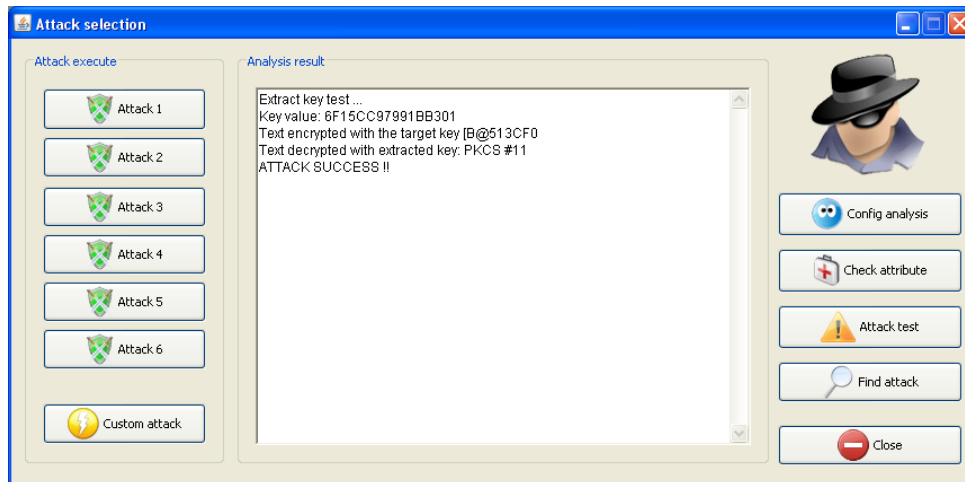 Attack selection
Attack execute
Attack 1
Attack 2
Attack 3
Attack 4
Attack 5
Attack 6
Custom attack
Analysis result
Extract key test ...
Key value: 6F15CC97991BB301
Text encrypted with the target key [B@513CF0
Text decrypted with extracted key: PKCS #11
ATTACK SUCCESS !!
Config analysis
Check attribute
Attack test
Find attack
Close